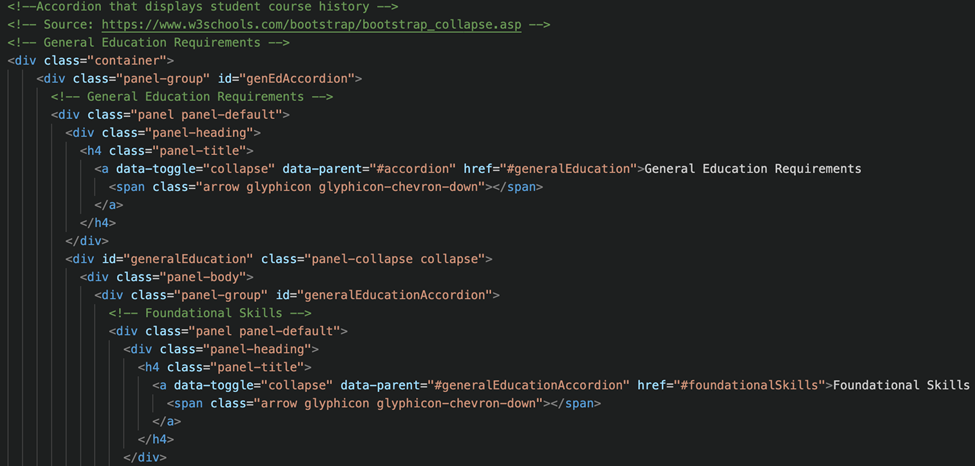 <!--Accordion that displays student course history -->
<!-- Source: https://www.w3schools.com/bootstrap/bootstrap_collapse.asp -->
<!-- General Education Requirements -->
<div class="container">
<div class="panel-group" id="genEdAccordion">
<!-- General Education Requirements -->
<div class="panel panel-default">
<div class="panel-heading">
<h4 class="panel-title">
<a data-toggle="collapse" data-parent="#accordion" href="#generalEducation">General Education Requirements
<span class="arrow glyphicon glyphicon-chevron-down"></span>
</a>
</h4>
</div>
<div id="generalEducation" class="panel-collapse collapse">
<div class="panel-body">
<div class="panel-group" id="generalEducationAccordion">
<!-- Foundational Skills -->
<div class="panel panel-default">
<div class="panel-heading">
<h4 class="panel-title">
<a data-toggle="collapse" data-parent="#generalEducationAccordion" href="#foundationalSkills">Foundational Skills
<span class="arrow glyphicon glyphicon-chevron-down"></span>
</a>
</h4>
</div>